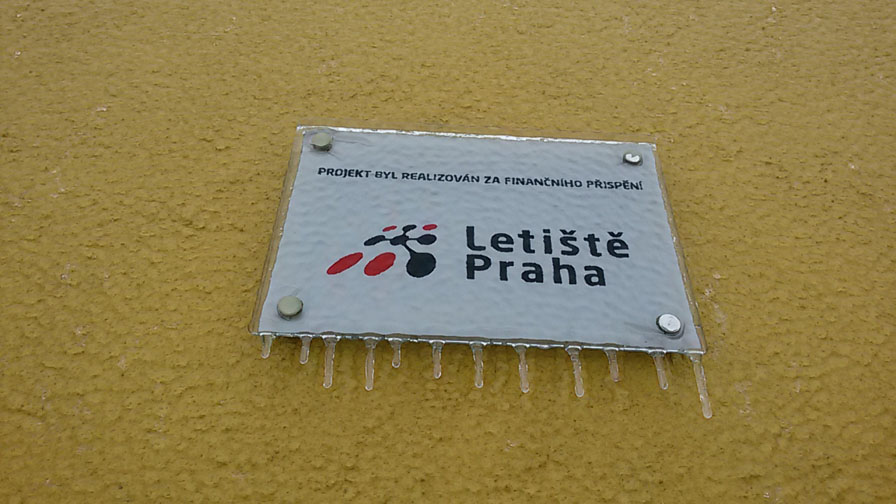 PROJEKT BYL REALIZOVÁN ZA FINANČNÍHO PŘISPĚNÍ
Letiště
Praha